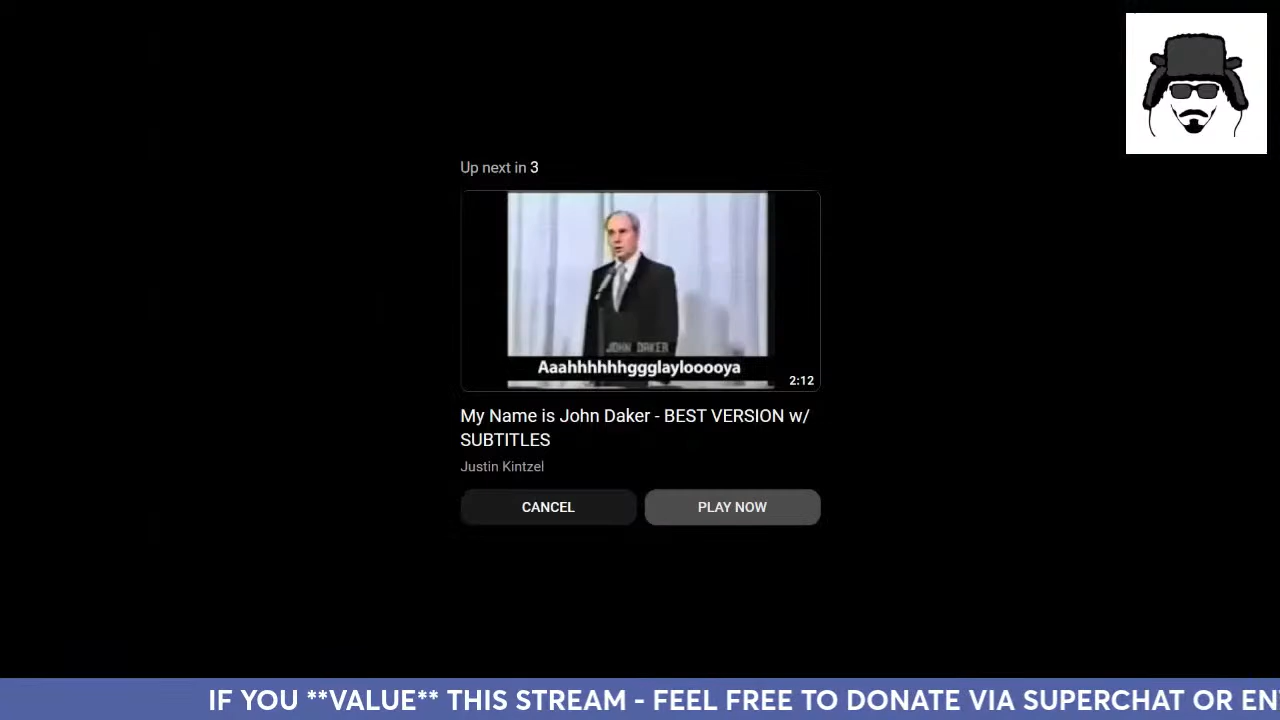 Up next in 3
JOHN DAKER
Aaahhhhhhggglaylooooya
2:12
My Name is John Daker - BEST VERSION w/
SUBTITLES
Justin Kintzel
CANCEL
PLAY NOW
IF YOU **VALUE** THIS STREAM - FEEL FREE TO DONATE VIA SUPERCHAT OR EN